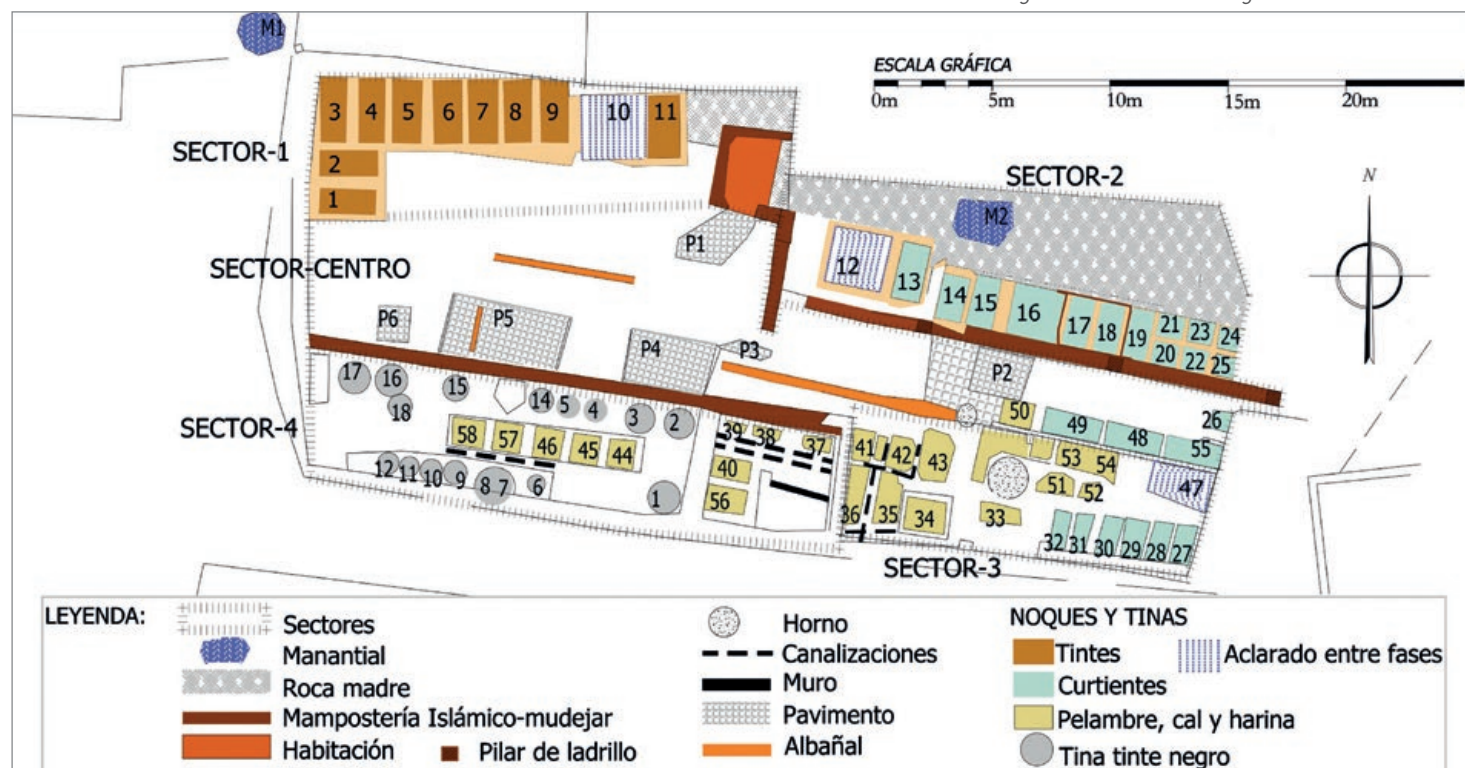 M1
ESCALA GRÁFICA
0m 5m 10m 15m 20m
3 4 5 6 7 8 9 10 11
SECTOR-1
2
1
SECTOR-2
N
M2
P1
12 13 14 15 16 17 18 19 21 23 24
20 22 25
SECTOR-CENTRO
P6 P5 P4 P3 P2
17 16 15 14 5 4 3 2
18
SECTOR-4
58 57 46 45 44
12 11 10 9 8 7 6 1
39 38 37
40
56
50 49 48 26
55
41 42 43 53 54
51 52 47
36 35 34 33
32 31 30 29 28 27
SECTOR-3
LEYENDA:
Sectores
Manantial
Roca madre
Mampostería Islámico-mudejar
Habitación
Pilar de ladrillo
Horno
Canalizaciones
Muro
Pavimento
Albañal
NOQUES Y TINAS
Tintes
Aclarado entre fases
Curtientes
Pelambre, cal y harina
Tina tinte negro